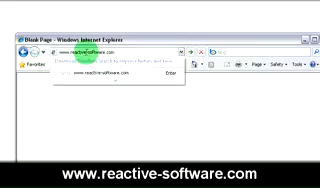 Blank Page - Windows Internet Explorer
www.reactive-software.com
Bing
www.reactive-software.com Enter
Favorites Page Safety Tools
www.reactive-software.com